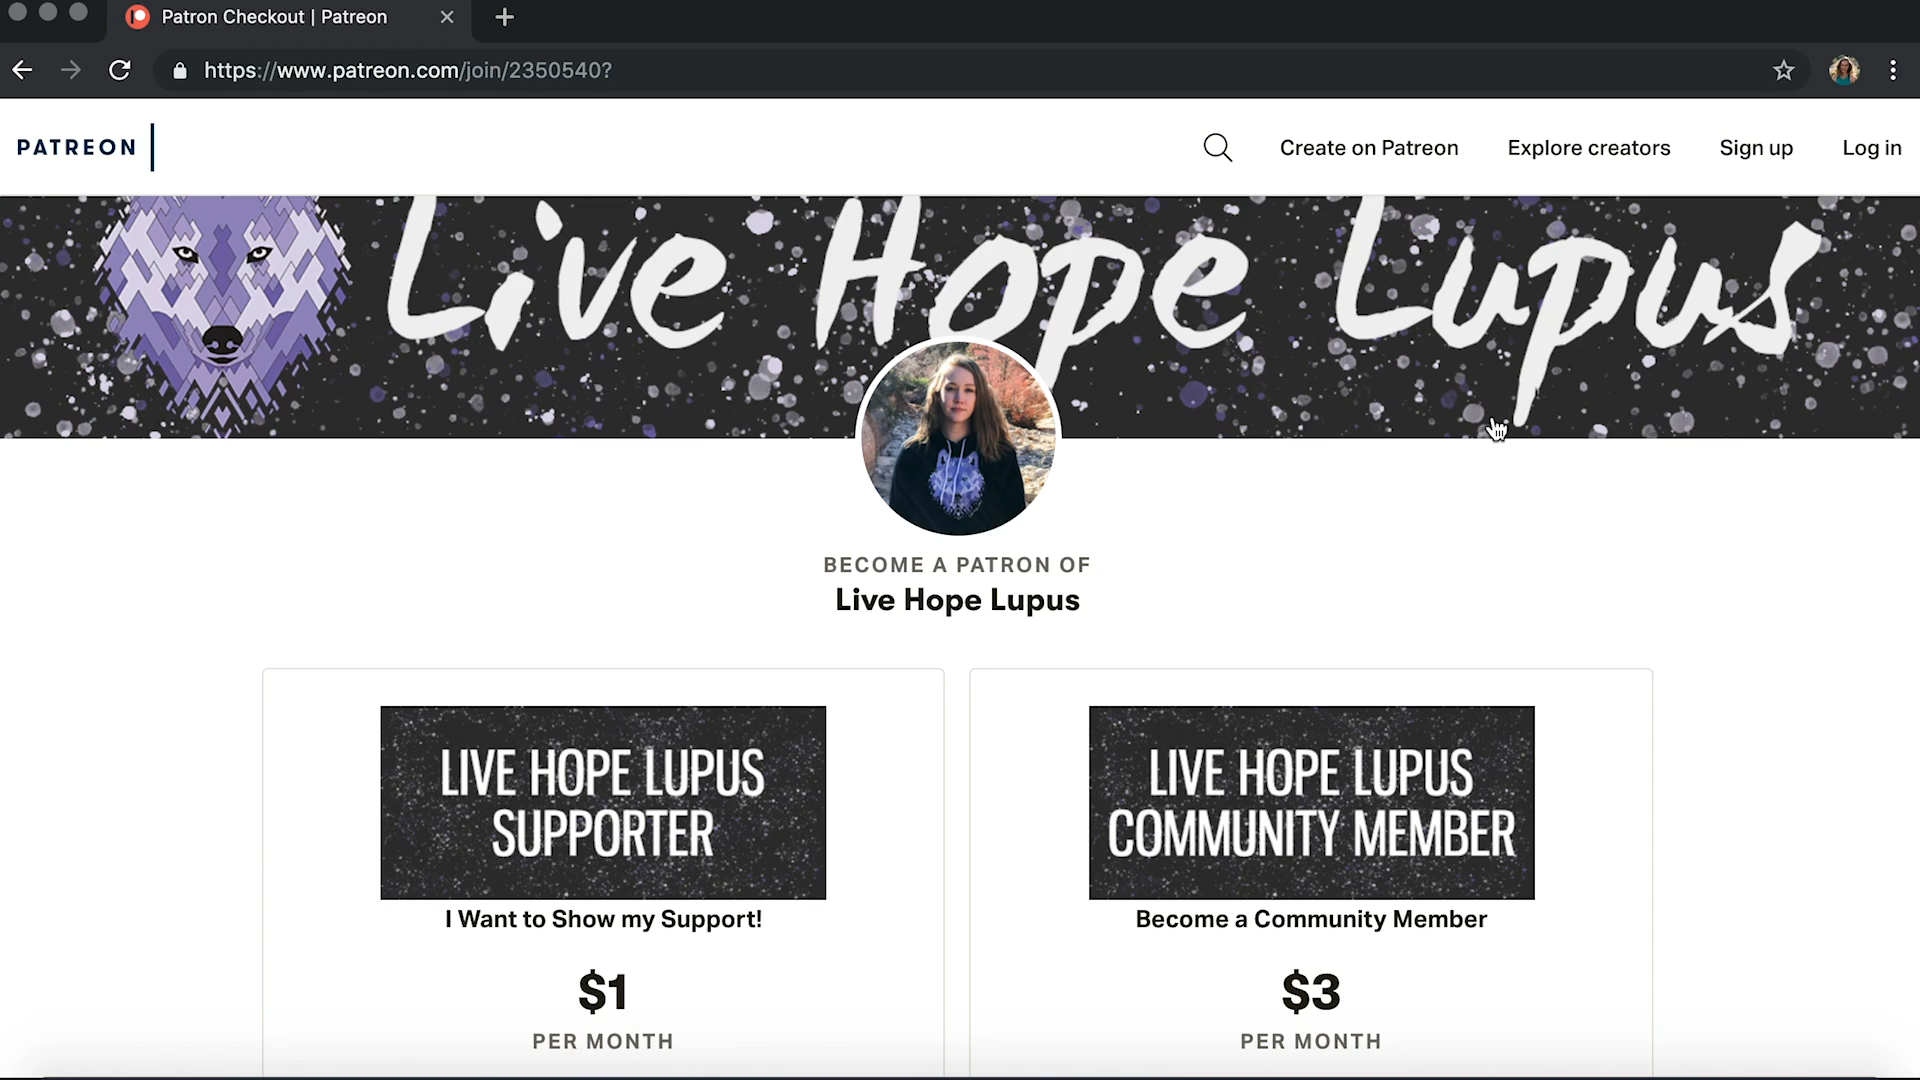 Patron Checkout | Patreon
https://www.patreon.com/join/2350540?
PATREON
Create on Patreon
Explore creators
Sign up
Log in
Live Hope Lupus
BECOME A PATRON OF
Live Hope Lupus
LIVE HOPE LUPUS
SUPPORTER
I Want to Show my Support!
$1
PER MONTH
LIVE HOPE LUPUS
COMMUNITY MEMBER
Become a Community Member
$3
PER MONTH